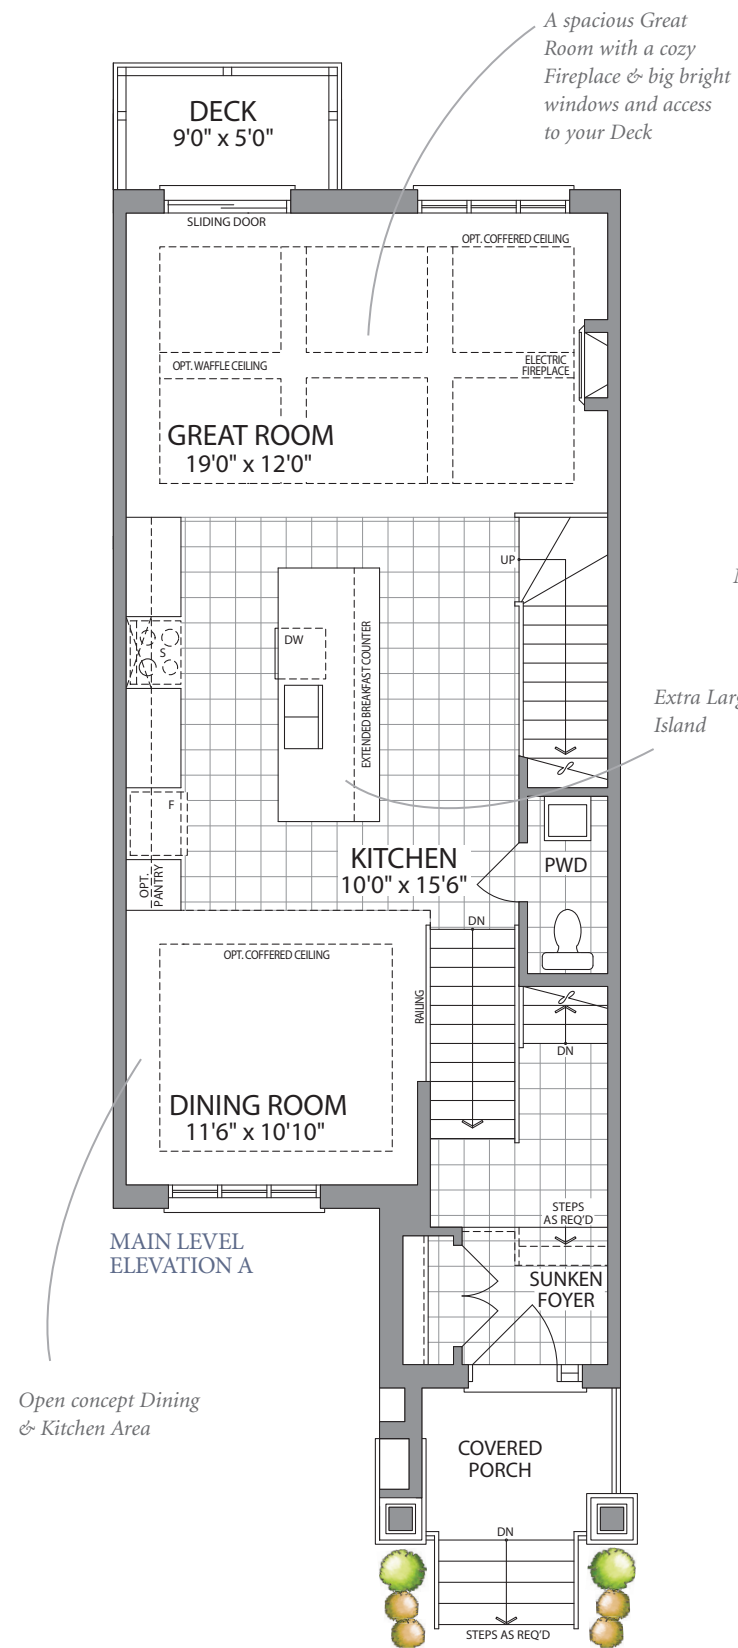 A spacious Great
Room with a cozy
Fireplace & big bright
windows and access
to your Deck
DECK
9'0" x 5'0"
SLIDING DOOR
OPT. COFFERED CEILING
OPT. WAFFLE CEILING
ELECTRIC
FIREPLACE
GREAT ROOM
19'0" x 12'0"
UP
DW
S
EXTENDED BREAKFAST COUNTER
Extra Larg
Island
F
KITCHEN
10'0" x 15'6"
PWD
OPT.
PANTRY
DN
OPT. COFFERED CEILING
RAILING
DN
DINING ROOM
11'6" x 10'10"
STEPS
AS REQ'D
MAIN LEVEL
ELEVATION A
SUNKEN
FOYER
Open concept Dining
& Kitchen Area
COVERED
PORCH
DN
STEPS AS REQ'D